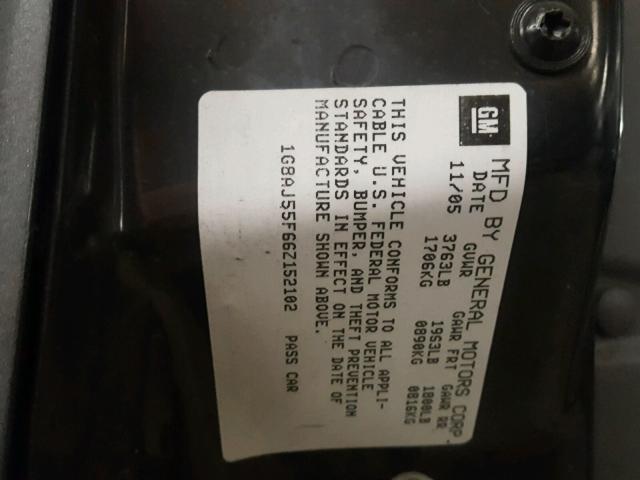 GM MFD BY GENERAL MOTORS CORP.
DATE GVWR GAWR FRT GAWR RR
11/05 3763LB 1963LB 1800LB
1706KG 0890KG 0816KG
THIS VEHICLE CONFORMS TO ALL APPLI-
CABLE U.S. FEDERAL MOTOR VEHICLE
SAFETY, BUMPER, AND THEFT PREVENTION
STANDARDS IN EFFECT ON THE DATE OF
MANUFACTURE SHOWN ABOVE.
1G8AJ55F66Z152102 PASS CAR